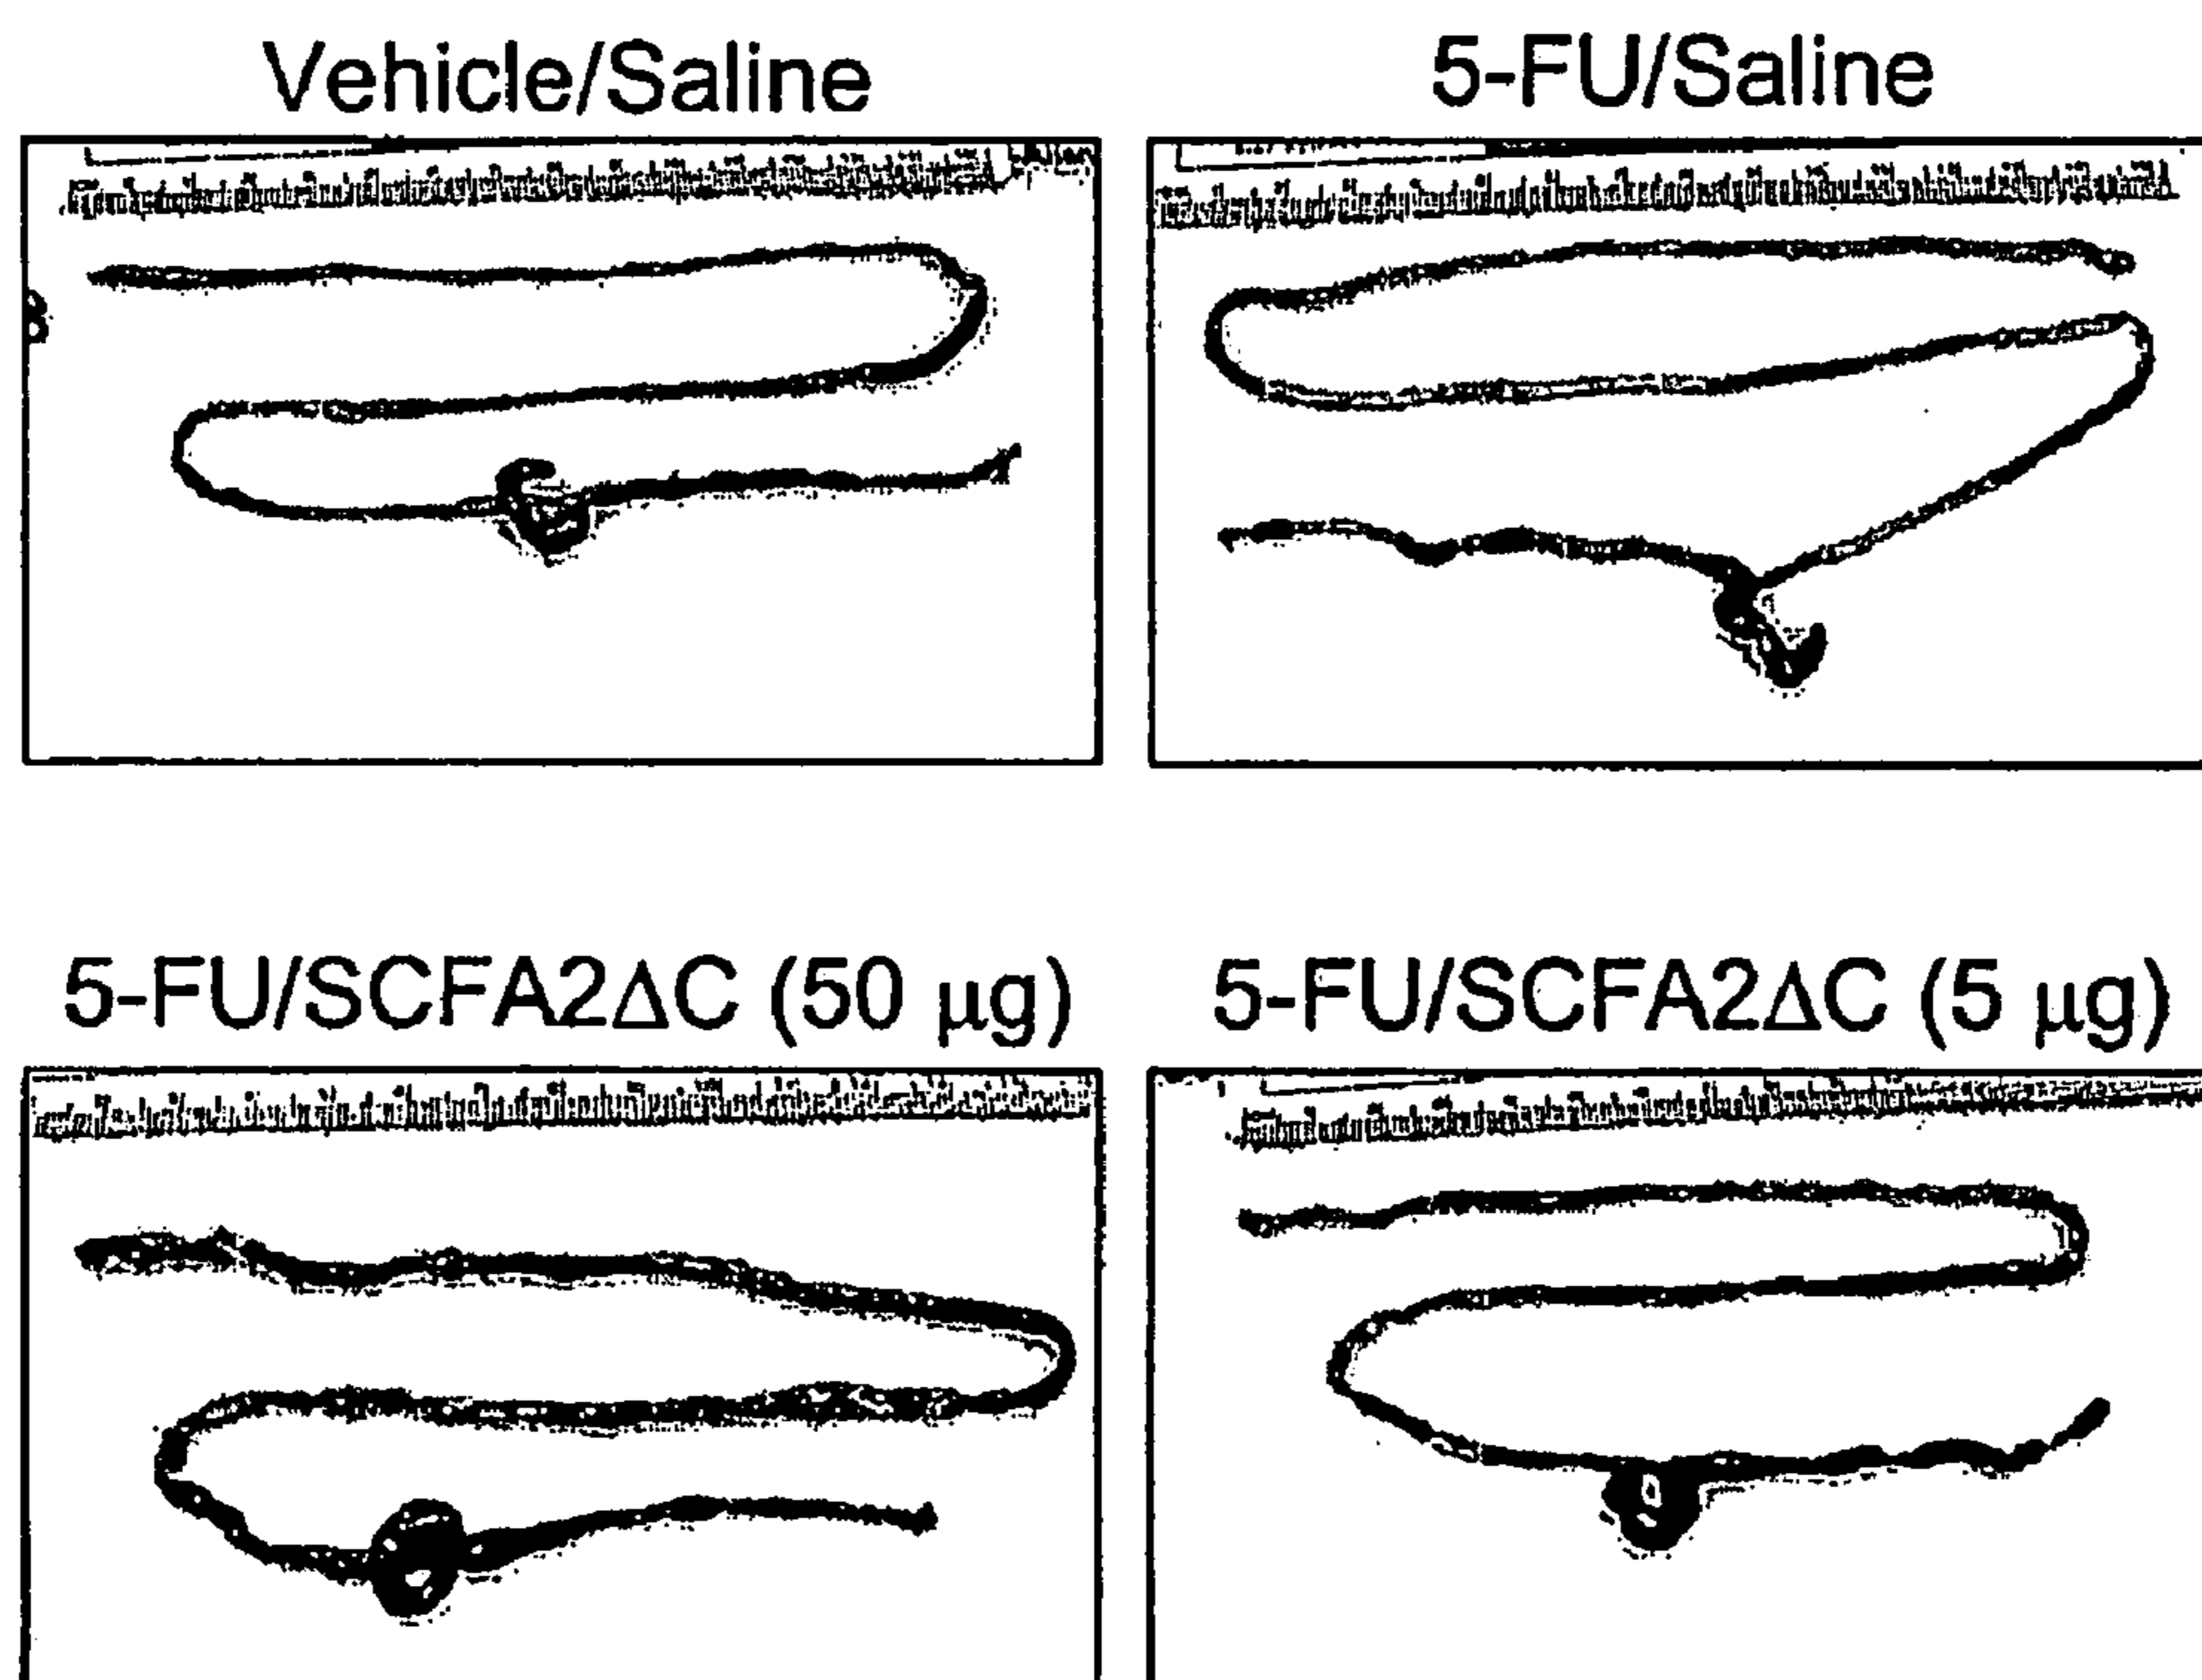 Vehicle/Saline
5-FU/Saline
5-FU/SCFA2ΔC (50 µg)
5-FU/SCFA2ΔC (5 µg)